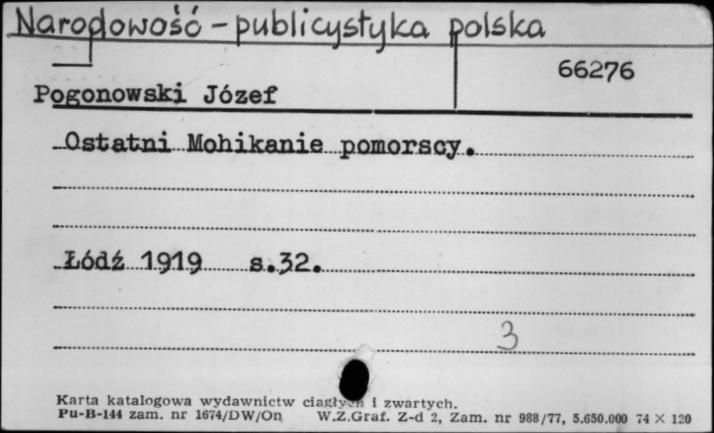 Narodowość - publicystyka polska
66276
Pogonowski Józef
Ostatni Mohikanie pomorscy.
Łódź 1919 s.32.
3
Karta katalogowa wydawnictw ciągłych i zwartych.
Pu-B-144 zam. nr 1674/DW/On W.Z.Graf. Z-d 2, Zam. nr 988/77, 5.650.000 74 X 120